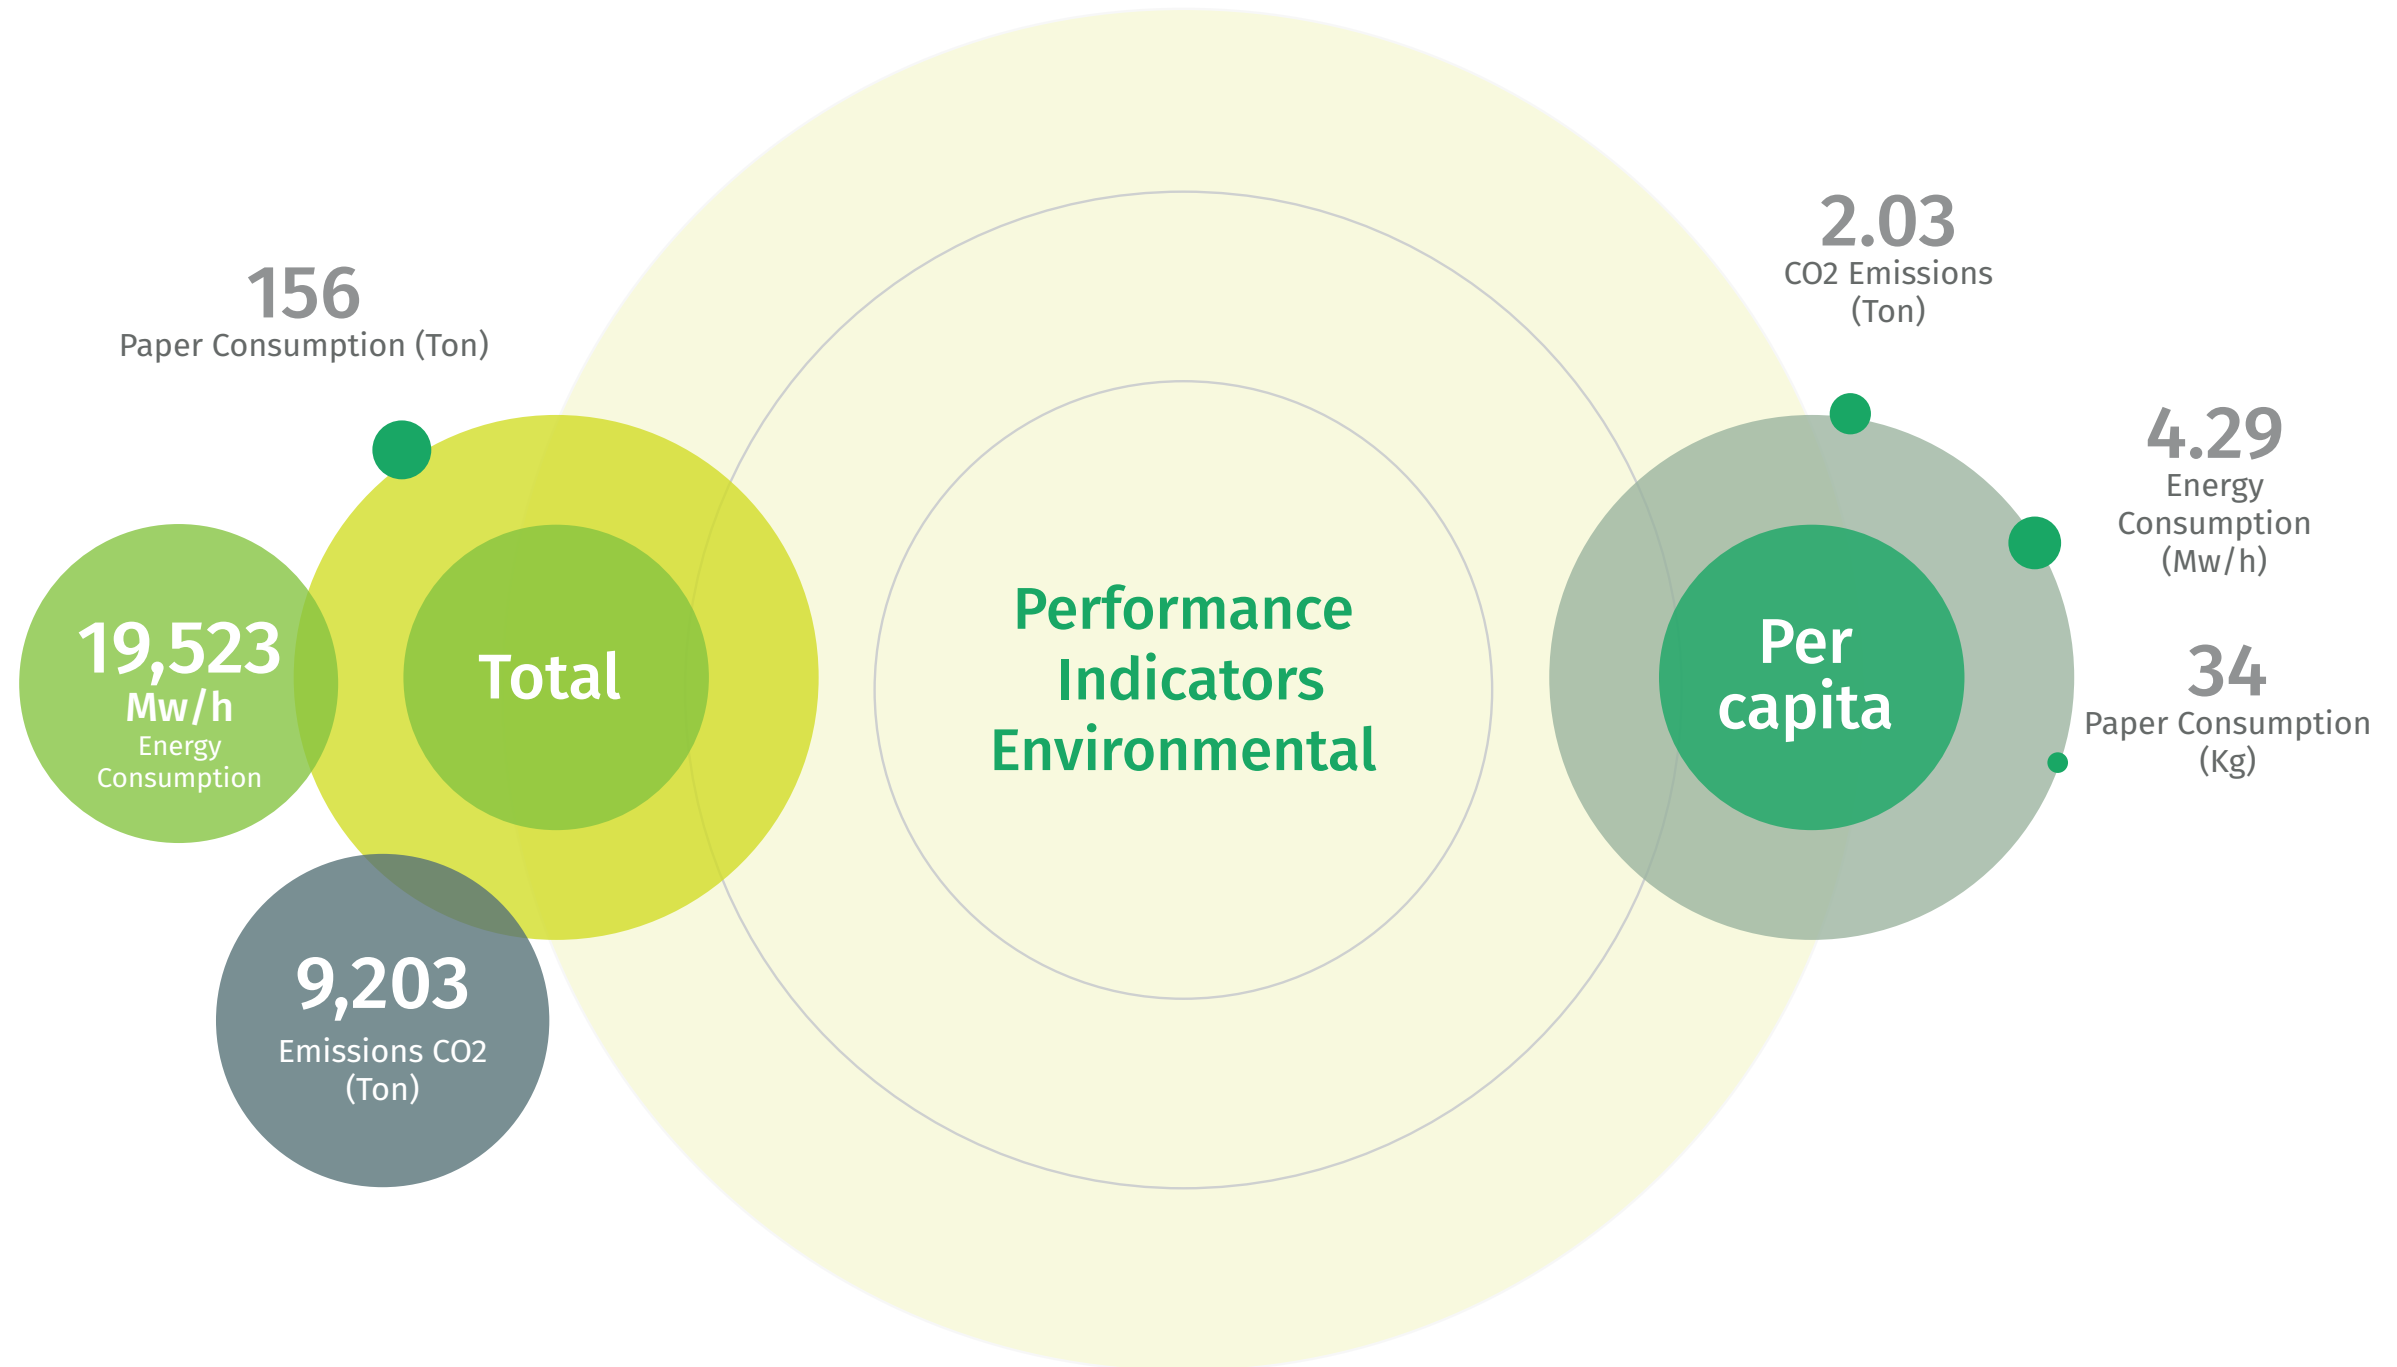 156
Paper Consumption (Ton)
19,523
Mw/h
Energy
Consumption
Total
9,203
Emissions CO2
(Ton)
Performance
Indicators
Environmental
Per
capita
2.03
CO2 Emissions
(Ton)
4.29
Energy
Consumption
(Mw/h)
34
Paper Consumption
(Kg)